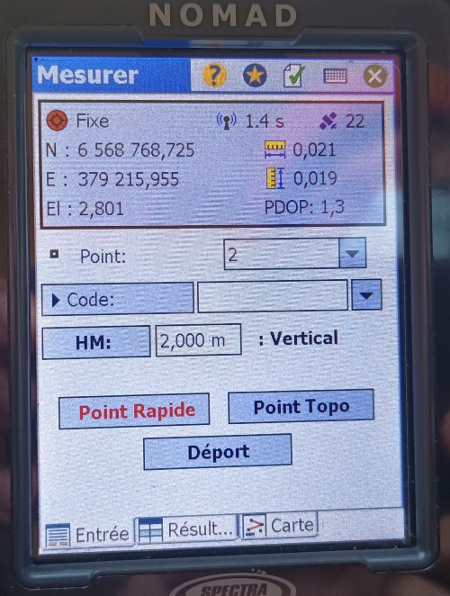 NOMAD
Mesurer
Fixe 1.4 s 22
N : 6 568 768,725 0,021
E : 379 215,955 0,019
El : 2,801 PDOP: 1,3
Point: 2
Code:
HM: 2,000 m : Vertical
Point Rapide Point Topo
Déport
Entrée Résult... Carte
SPECTRA